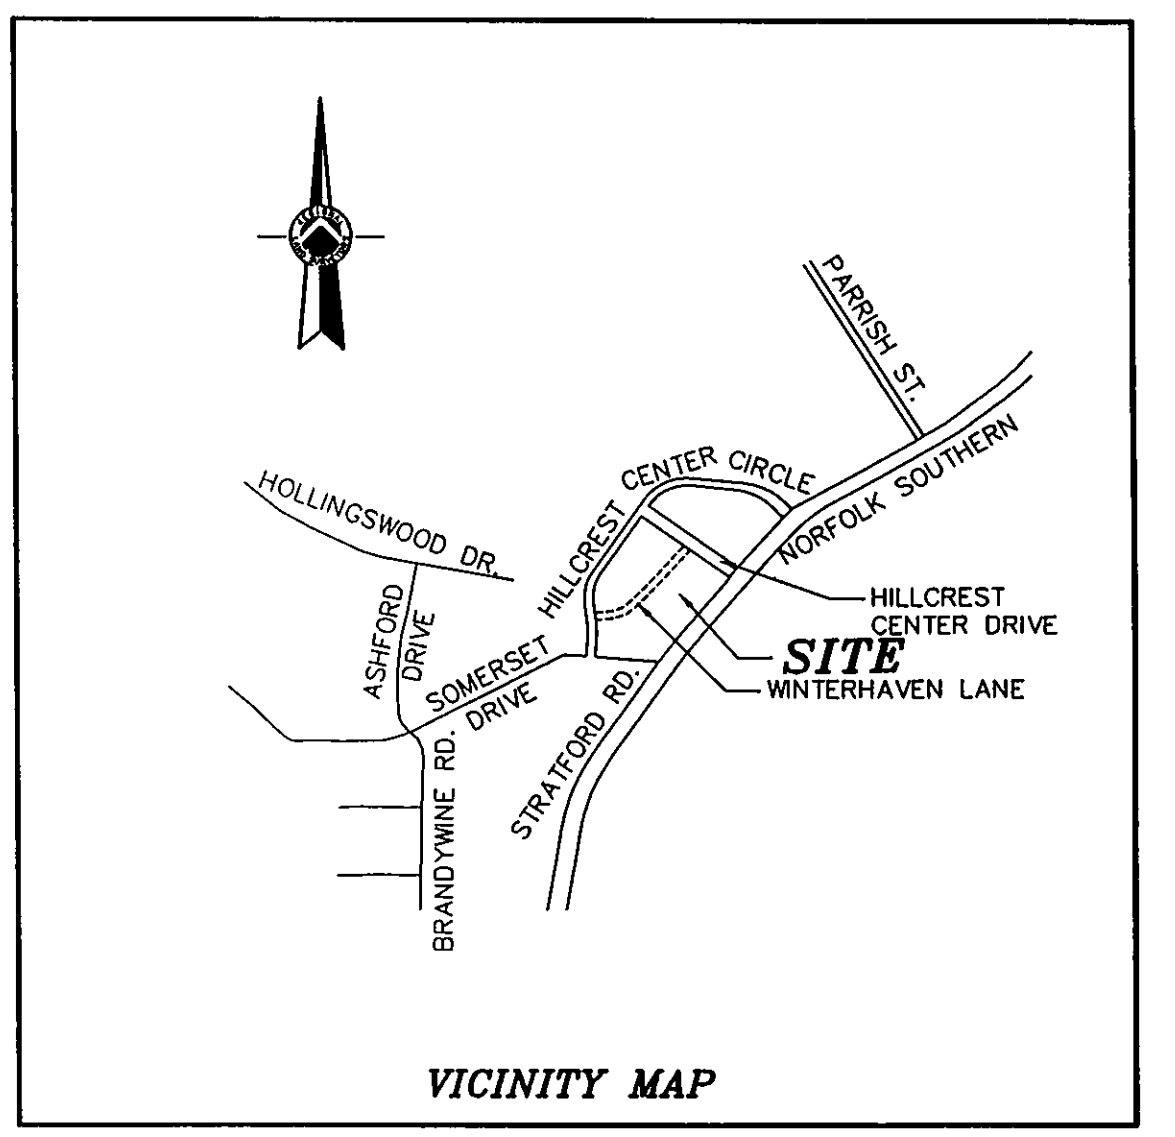 PARRISH ST.
HILLCREST CENTER CIRCLE
NORFOLK SOUTHERN
HOLLINGSWOOD DR.
HILLCREST
CENTER DRIVE
ASHFORD
DRIVE
SITE
WINTERHAVEN LANE
SOMERSET
DRIVE
STRATFORD RD.
BRANDYWINE RD.
VICINITY MAP